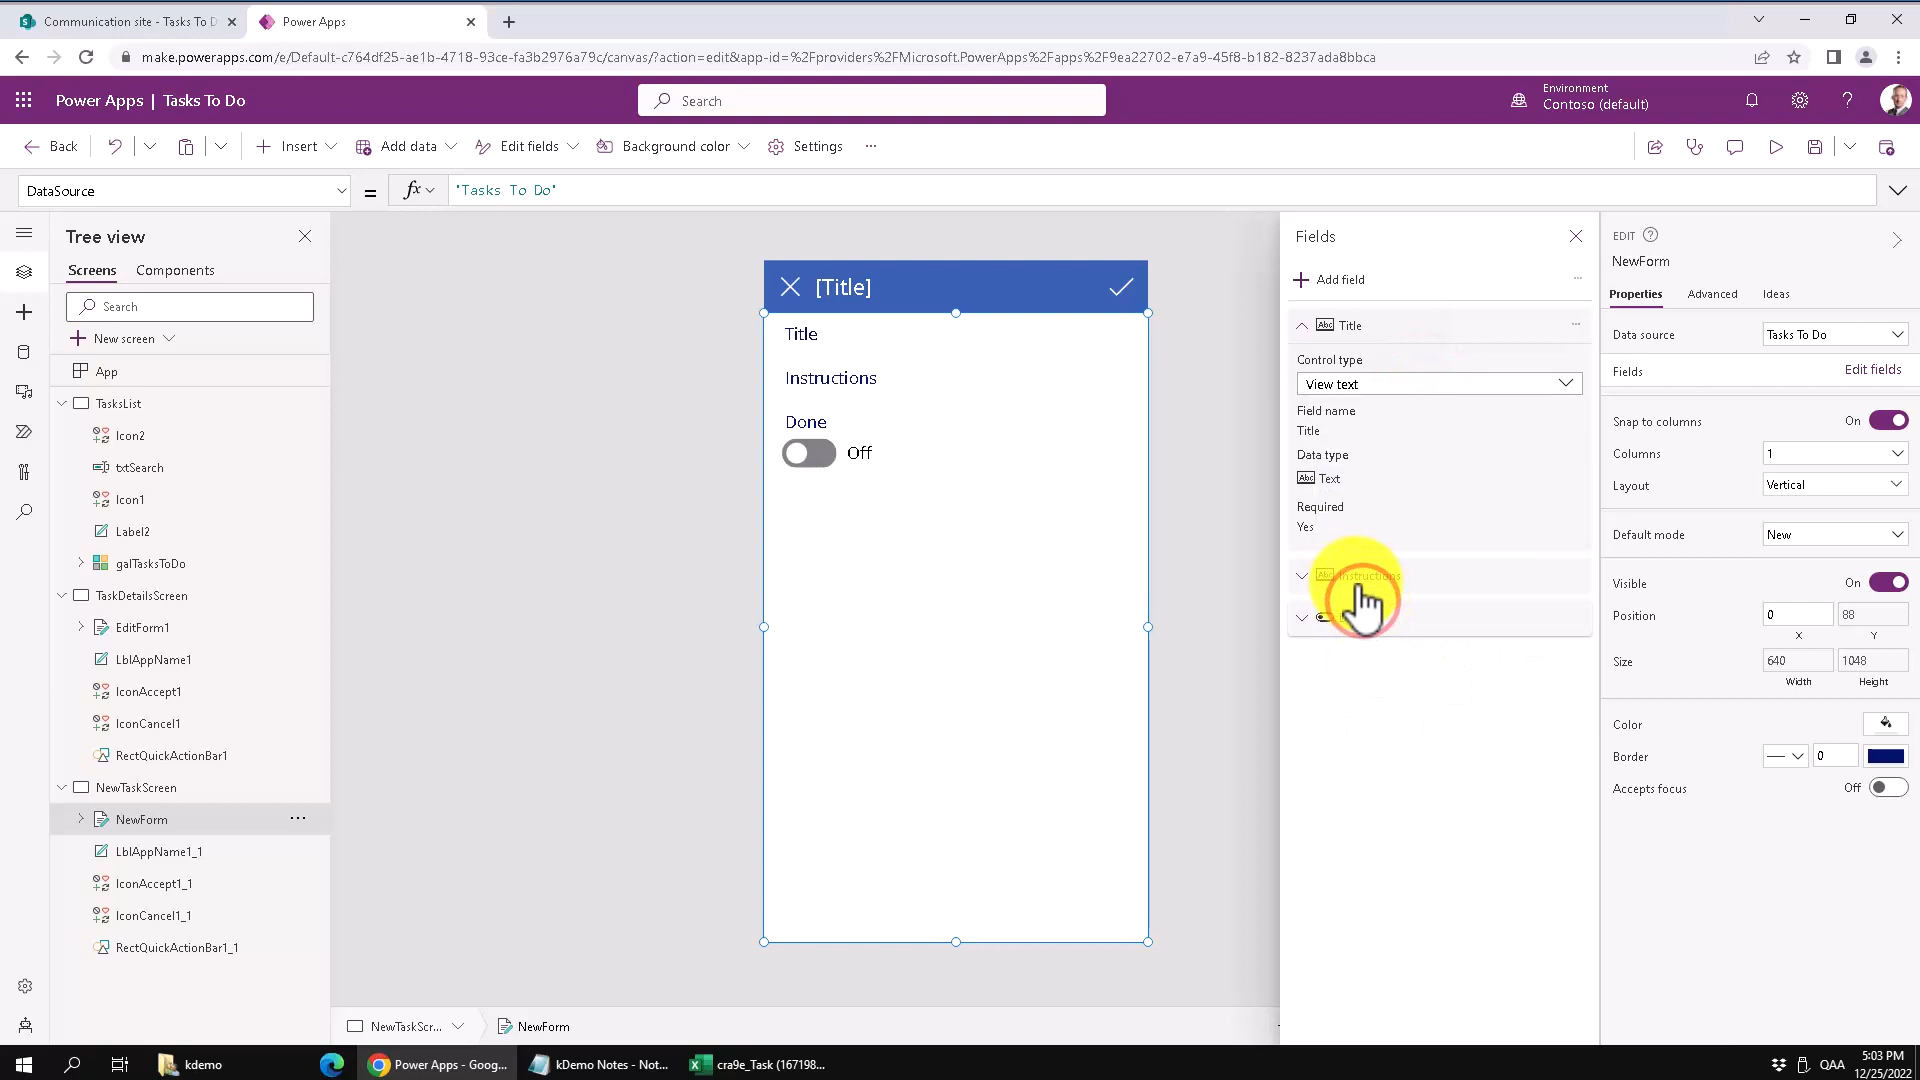 Communication site - Tasks To D
Power Apps
make.powerapps.com/e/Default-c764df25-ae1b-4718-93ce-fa3b2976a79c/canvas/?action=edit&app-id=%2Fproviders%2FMicrosoft.PowerApps%2Fapps%2F9ea22702-e7a9-45f8-b182-8237ada8bbca
Power Apps | Tasks To Do
Search
Environment
Contoso (default)
Back
Insert
Add data
Edit fields
Background color
Settings
DataSource
=
fx
'Tasks To Do'
Tree view
Screens
Components
Search
New screen
App
TasksList
Icon2
txtSearch
Icon1
Label2
galTasksToDo
TaskDetailsScreen
EditForm1
LblAppName1
IconAccept1
IconCancel1
RectQuickActionBar1
NewTaskScreen
NewForm
LblAppName1_1
IconAccept1_1
IconCancel1_1
RectQuickActionBar1_1
[Title]
Title
Instructions
Done
Off
NewTaskScr...
NewForm
Fields
Add field
Abc Title
Control type
View text
Field name
Title
Data type
Abc Text
Required
Yes
Abc Instructions
EDIT
NewForm
Properties
Advanced
Ideas
Data source
Tasks To Do
Fields
Edit fields
Snap to columns
On
Columns
1
Layout
Vertical
Default mode
New
Visible
On
Position
0
88
X
Y
Size
640
1048
Width
Height
Color
Border
0
Accepts focus
Off
kdemo
Power Apps - Goog...
kDemo Notes - Not...
cra9e_Task (167198...
QAA
5:03 PM
12/25/2022